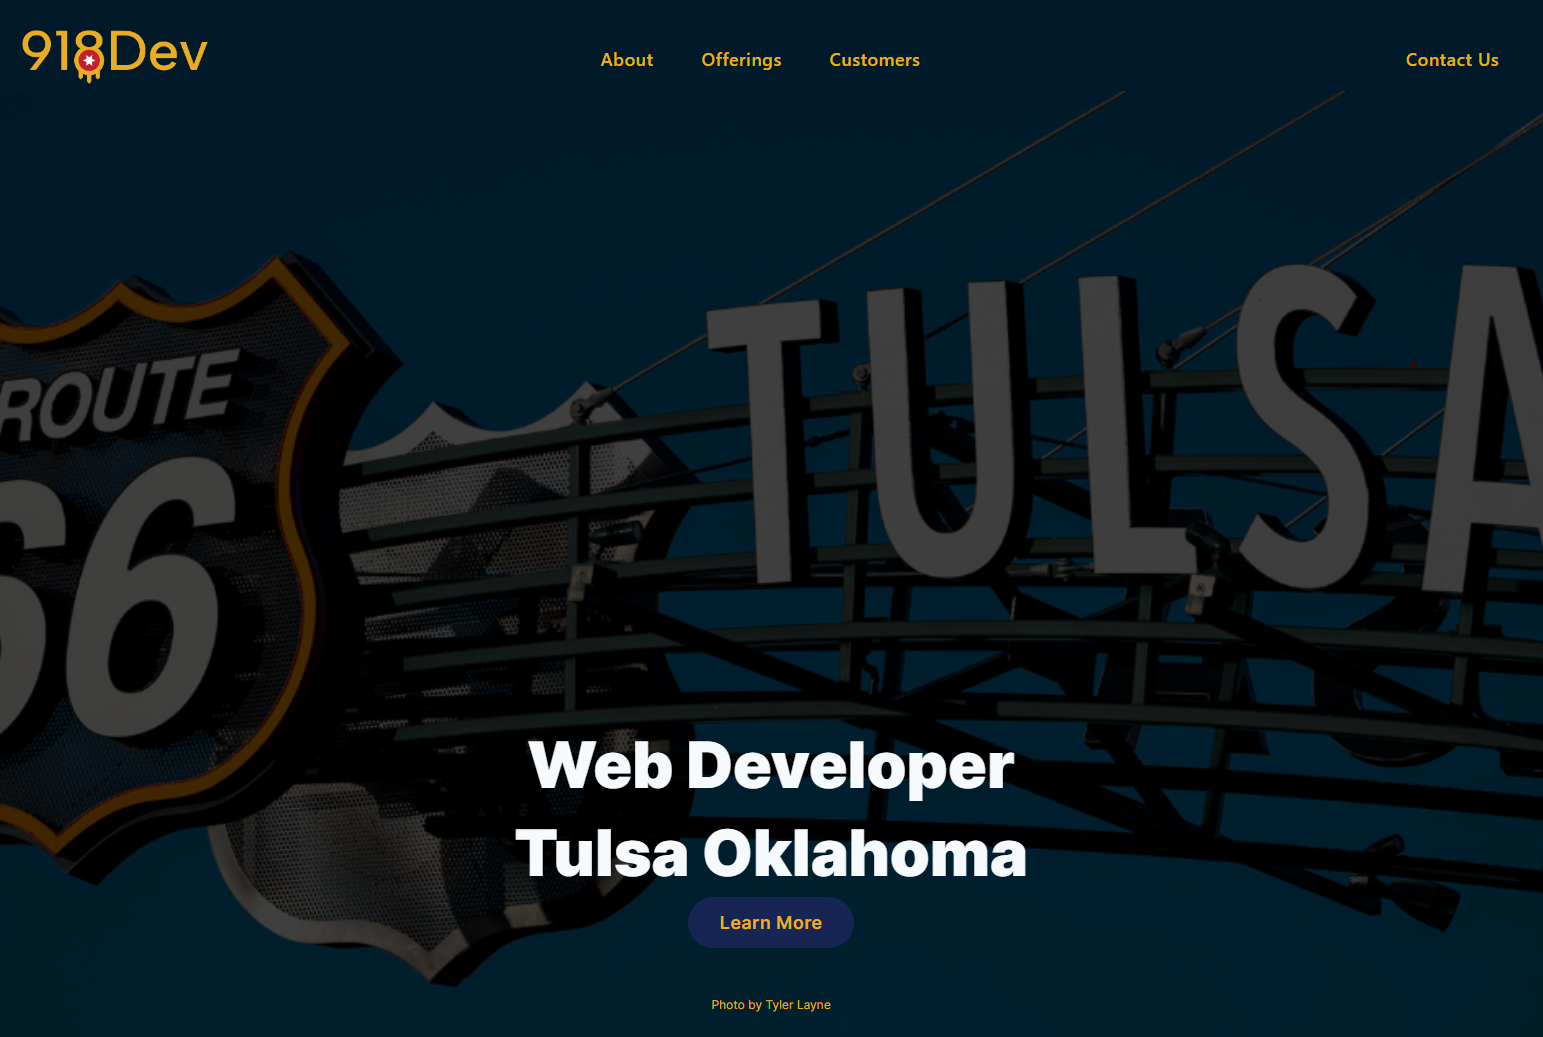 918Dev
About
Offerings
Customers
Contact Us
ROUTE
66
TULSA
Web Developer
Tulsa Oklahoma
Learn More
Photo by Tyler Layne